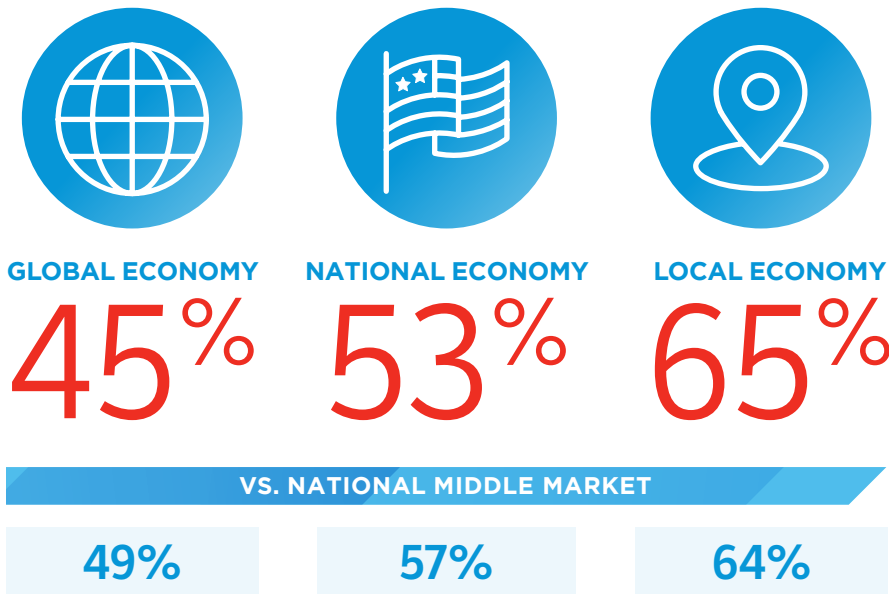 GLOBAL ECONOMY NATIONAL ECONOMY LOCAL ECONOMY
45% 53% 65%
VS. NATIONAL MIDDLE MARKET
49% 57% 64%